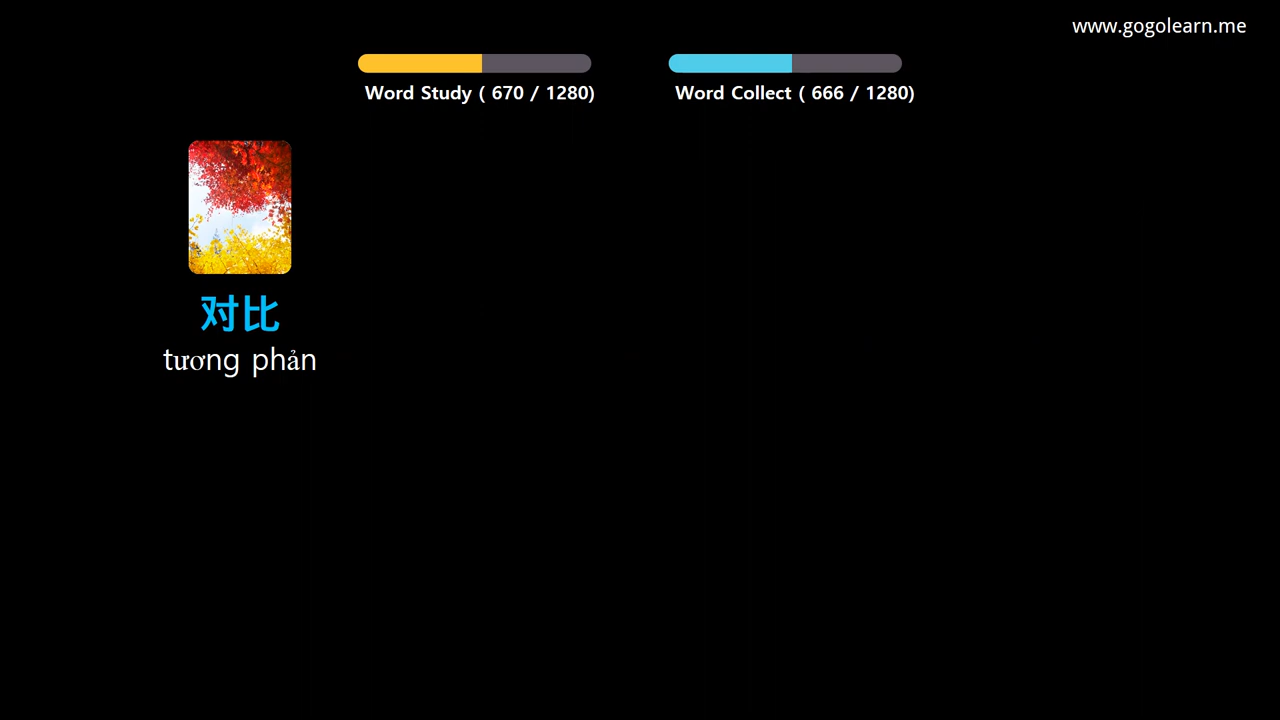 www.gogolearn.me
Word Study ( 670 / 1280)
Word Collect ( 666 / 1280)
对比
tương phản